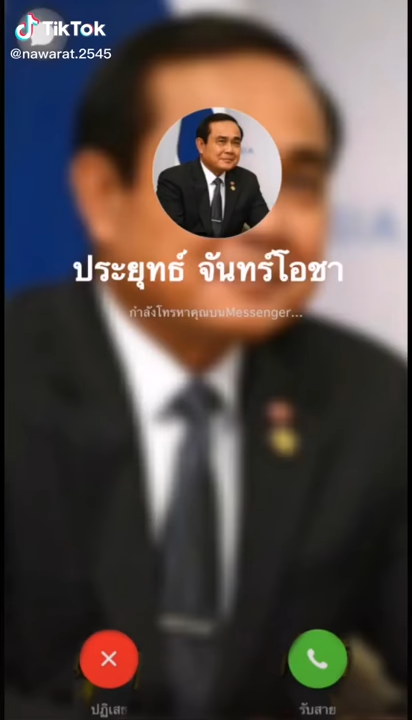 TikTok
@nawarat.2545
ประยุทธ์ จันทร์โอชา
กำลังโทรหาคุณบนMessenger...
ปฏิเสธ
รับสาย